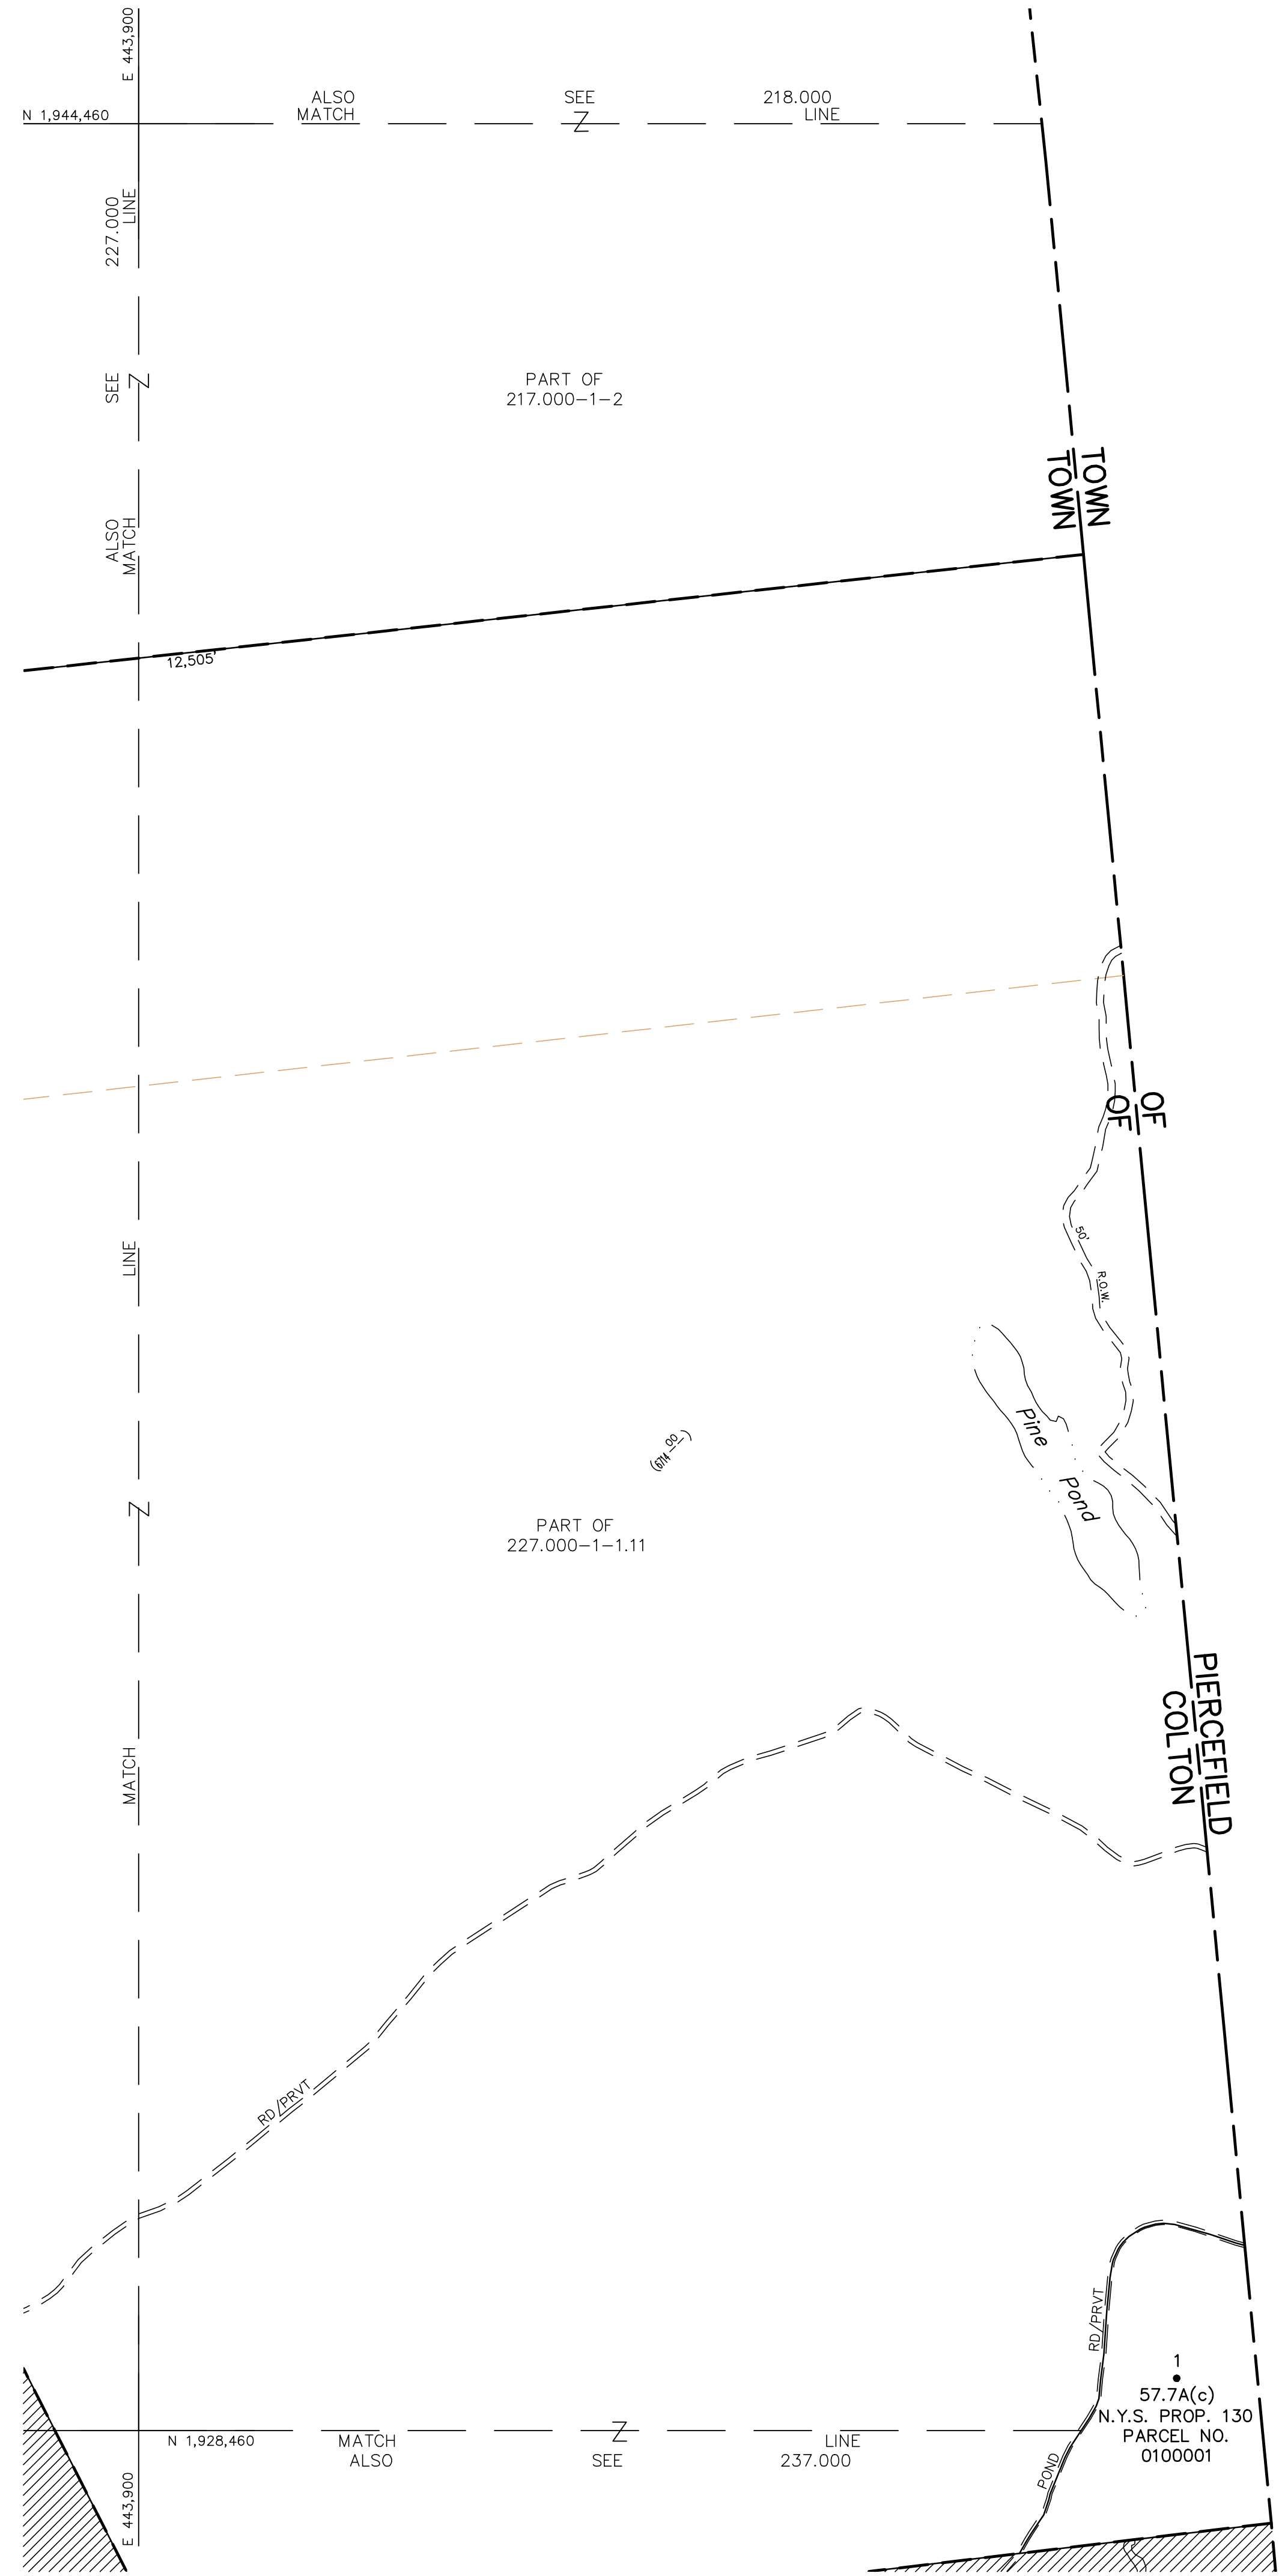 E 443,900
N 1,944,460
ALSO SEE 218.000
MATCH LINE
227.000
LINE
SEE
ALSO
MATCH
PART OF
217.000-1-2
TOWN
TOWN
12,505'
OF
OF
LINE
50'
R.O.W.
Pine
Pond
PART OF
227.000-1-1.11
PIERCEFIELD
COLTON
MATCH
RD/PRVT
RD/PRVT
1
57.7A(c)
N.Y.S. PROP. 130
PARCEL NO.
0100001
N 1,928,460
MATCH LINE
ALSO SEE 237.000
POND
E 443,900